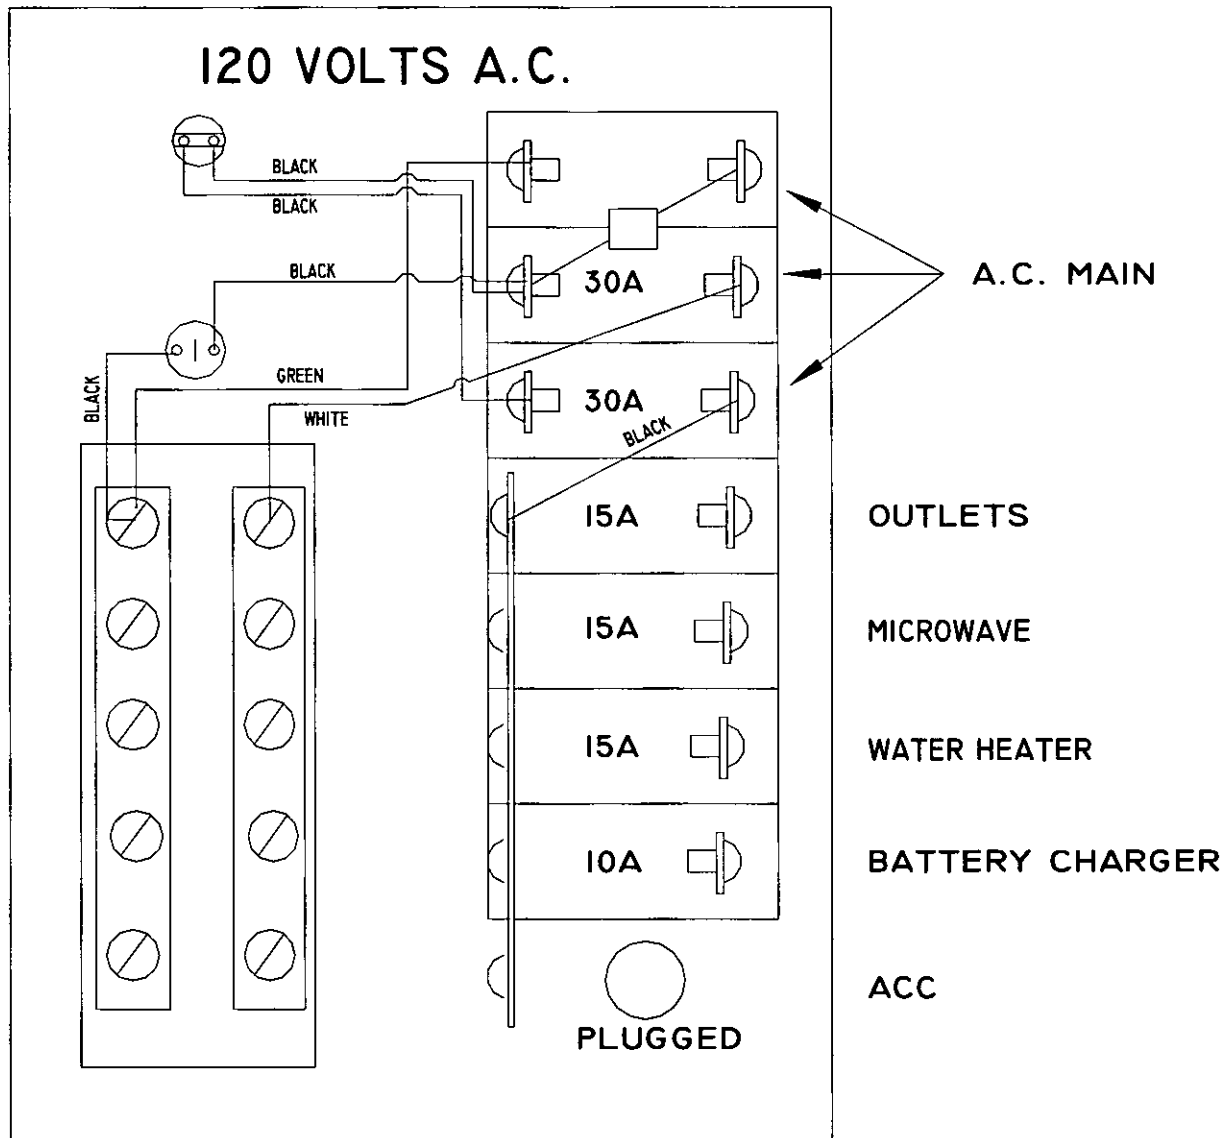 120 VOLTS A.C.
BLACK
BLACK
BLACK
30A
A.C. MAIN
GREEN
BLACK
WHITE
30A
BLACK
15A
OUTLETS
15A
MICROWAVE
15A
WATER HEATER
10A
BATTERY CHARGER
ACC
PLUGGED